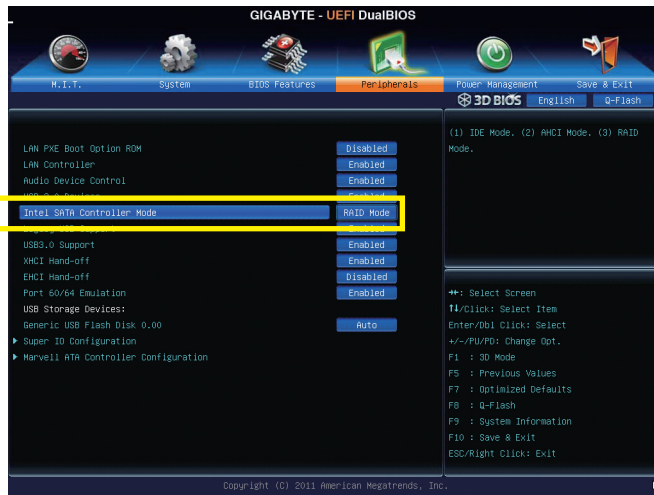 GIGABYTE - UEFI DualBIOS
M.I.T.
System
BIOS Features
Peripherals
Power Management
Save & Exit
3D BIOS
English
Q-Flash
(1) IDE Mode. (2) AHCI Mode. (3) RAID
Mode.
LAN PXE Boot Option ROM Disabled
LAN Controller Enabled
Audio Device Control Enabled
Intel SATA Controller Mode RAID Mode
USB3.0 Support Enabled
XHCI Hand-off Enabled
EHCI Hand-off Disabled
Port 60/64 Emulation Enabled
USB Storage Devices:
Generic USB Flash Disk 0.00 Auto
Super IO Configuration
Marvell ATA Controller Configuration
→←: Select Screen
↑↓/Click: Select Item
Enter/Dbl Click: Select
+/-/PU/PD: Change Opt.
F1 : 3D Mode
F5 : Previous Values
F7 : Optimized Defaults
F8 : Q-Flash
F9 : System Information
F10 : Save & Exit
ESC/Right Click: Exit
Copyright (C) 2011 American Megatrends, Inc.